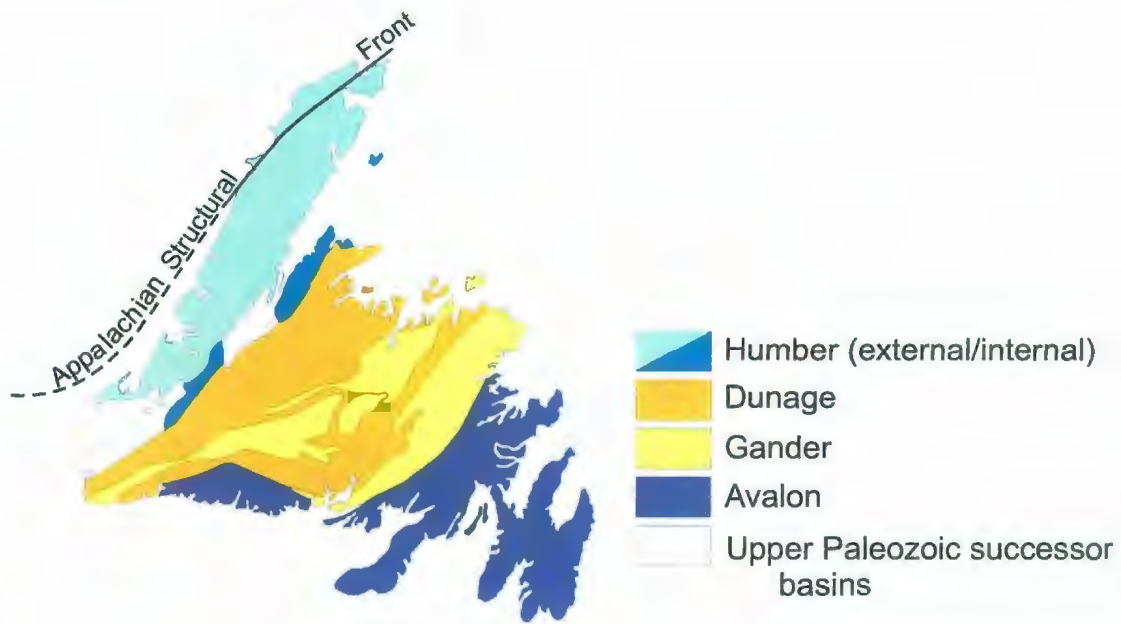 Appalachian Structural Front
Humber (external/internal)
Dunage
Gander
Avalon
Upper Paleozoic successor
basins